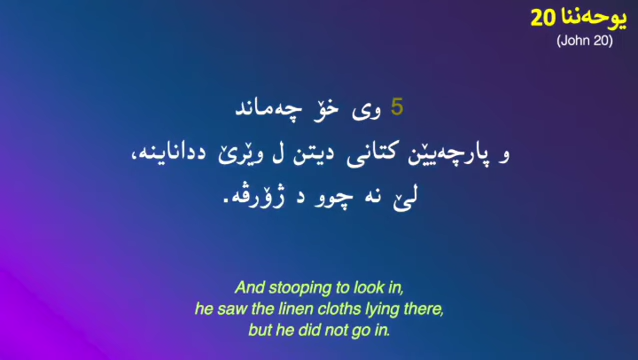 یوحەننا 20
(John 20)
5 وی خۆ چەماند
و پارچەیێن کتانی دیتن ل وێرێ دداناینە،
لێ نە چوو د ژۆرڤە.
And stooping to look in,
he saw the linen cloths lying there,
but he did not go in.